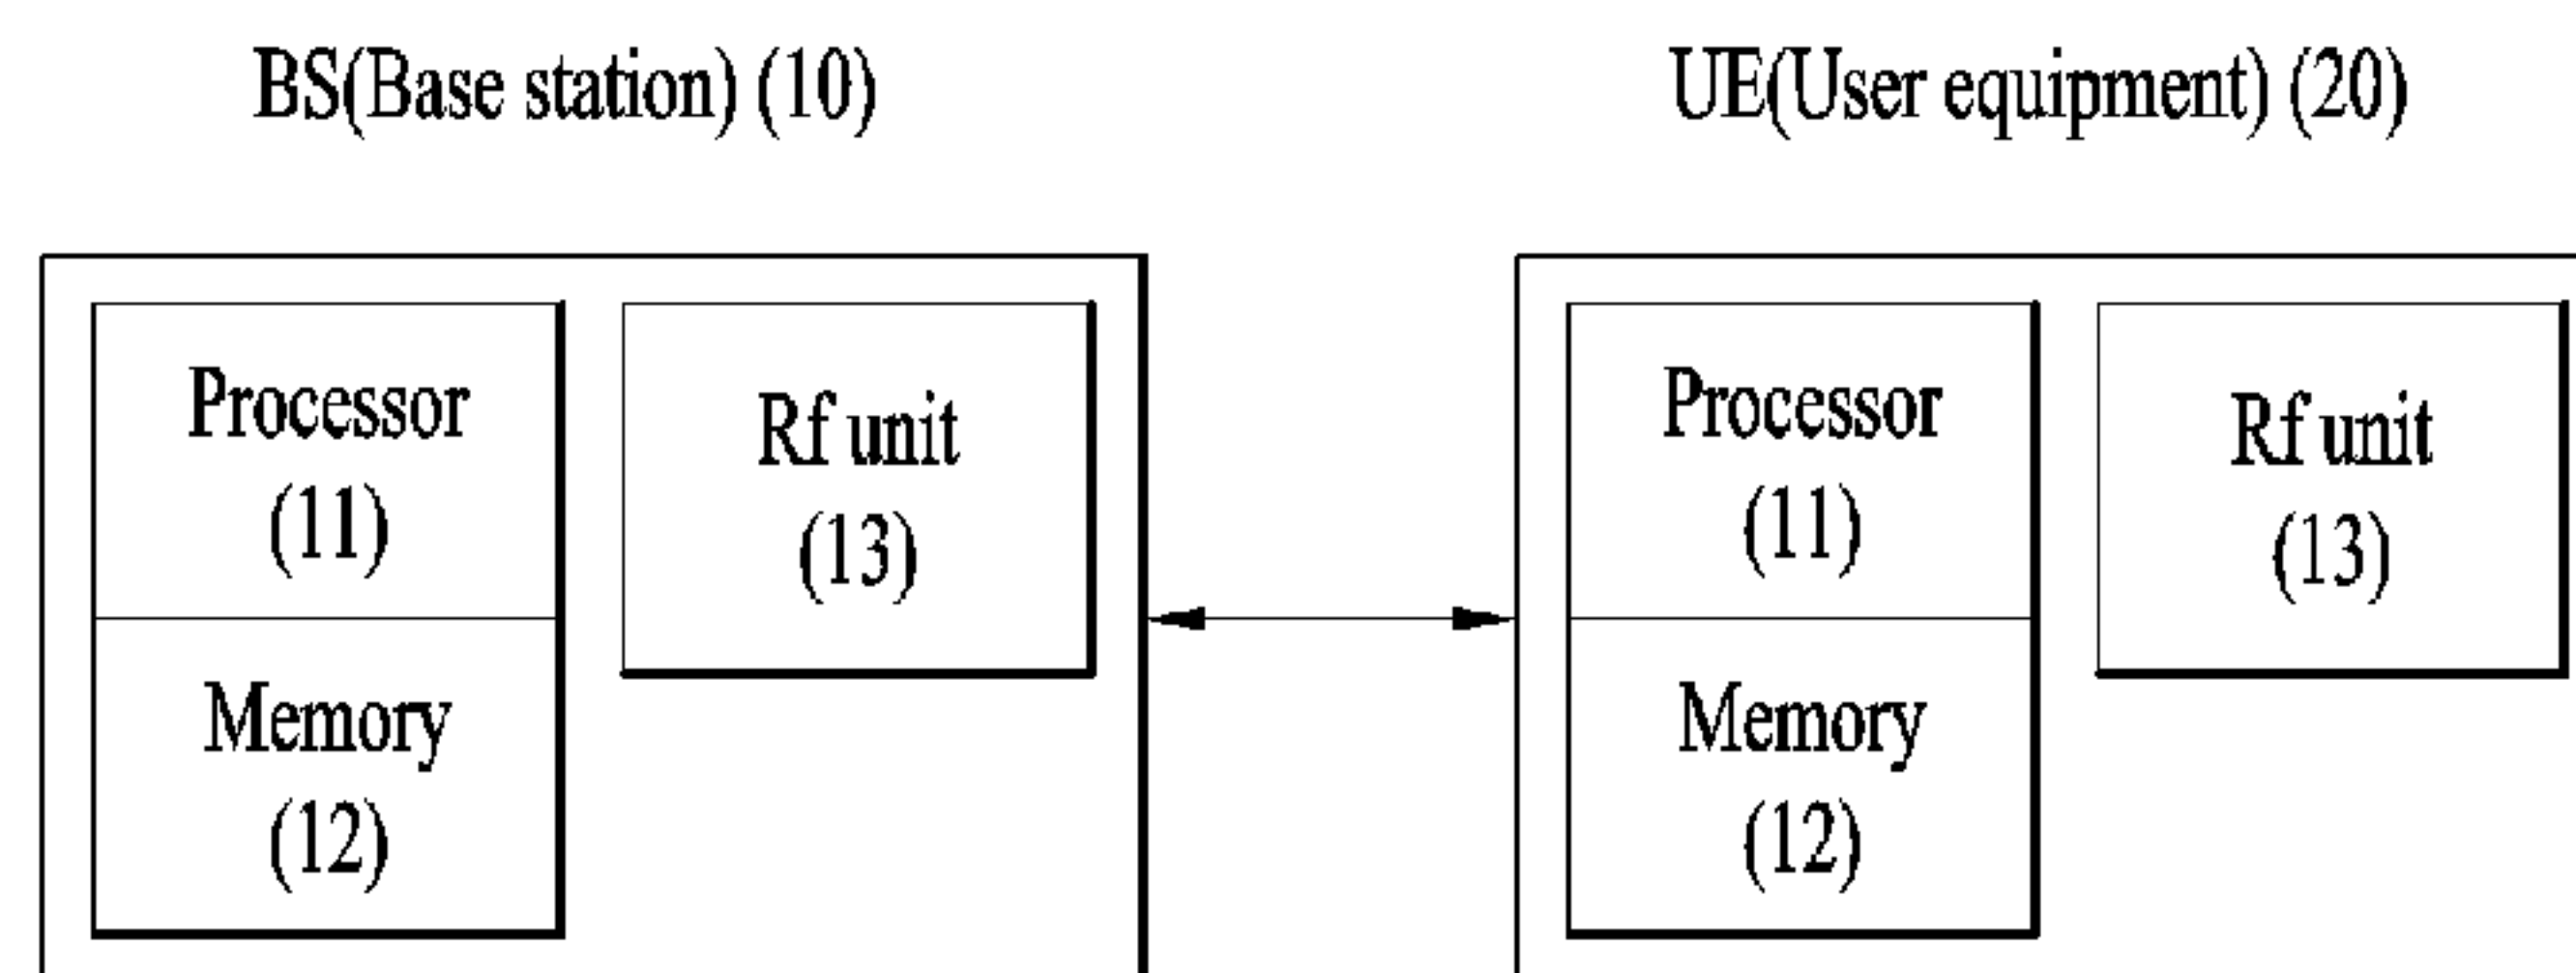 BS(Base station) (10)
UE(User equipment) (20)
Processor
(11)
Rf unit
(13)
Memory
(12)
Processor
(11)
Rf unit
(13)
Memory
(12)